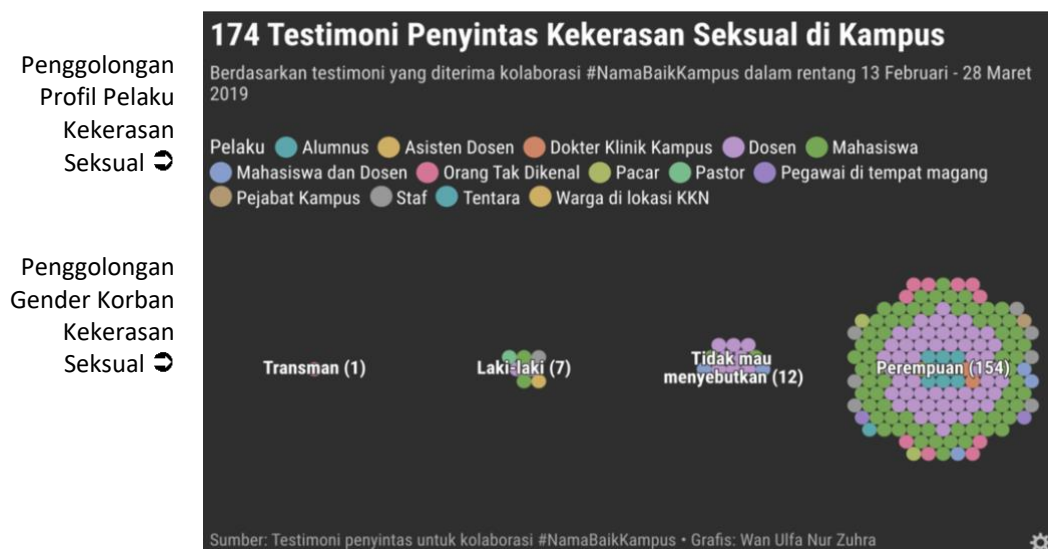 174 Testimoni Penyintas Kekerasan Seksual di Kampus
Berdasarkan testimoni yang diterima kolaborasi #NamaBaikKampus dalam rentang 13 Februari - 28 Maret
2019
Penggolongan
Profil Pelaku
Kekerasan
Seksual ➲
Pelaku Alumnus Asisten Dosen Dokter Klinik Kampus Dosen Mahasiswa
Mahasiswa dan Dosen Orang Tak Dikenal Pacar Pastor Pegawai di tempat magang
Pejabat Kampus Staf Tentara Warga di lokasi KKN
Penggolongan
Gender Korban
Kekerasan
Seksual ➲
Transman (1)
Laki-laki (7)
Tidak mau
menyebutkan (12)
Perempuan (154)
Sumber: Testimoni penyintas untuk kolaborasi #NamaBaikKampus • Grafis: Wan Ulfa Nur Zuhra